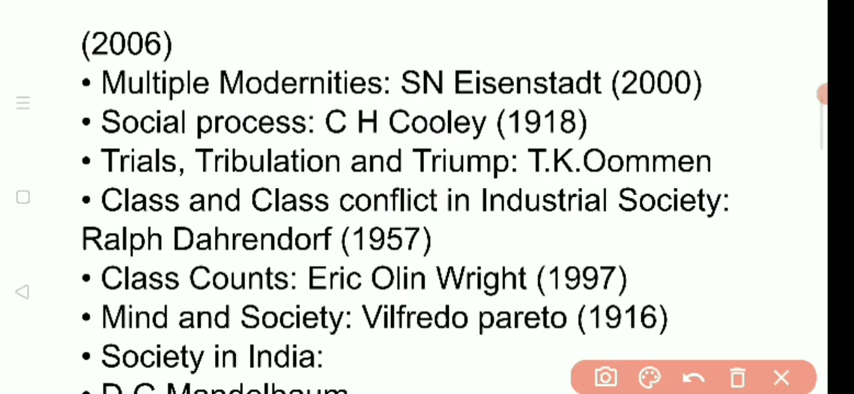 (2006)
• Multiple Modernities: SN Eisenstadt (2000)
• Social process: C H Cooley (1918)
• Trials, Tribulation and Triump: T.K.Oommen
• Class and Class conflict in Industrial Society:
Ralph Dahrendorf (1957)
• Class Counts: Eric Olin Wright (1997)
• Mind and Society: Vilfredo pareto (1916)
• Society in India:
• D G Mandelbaum